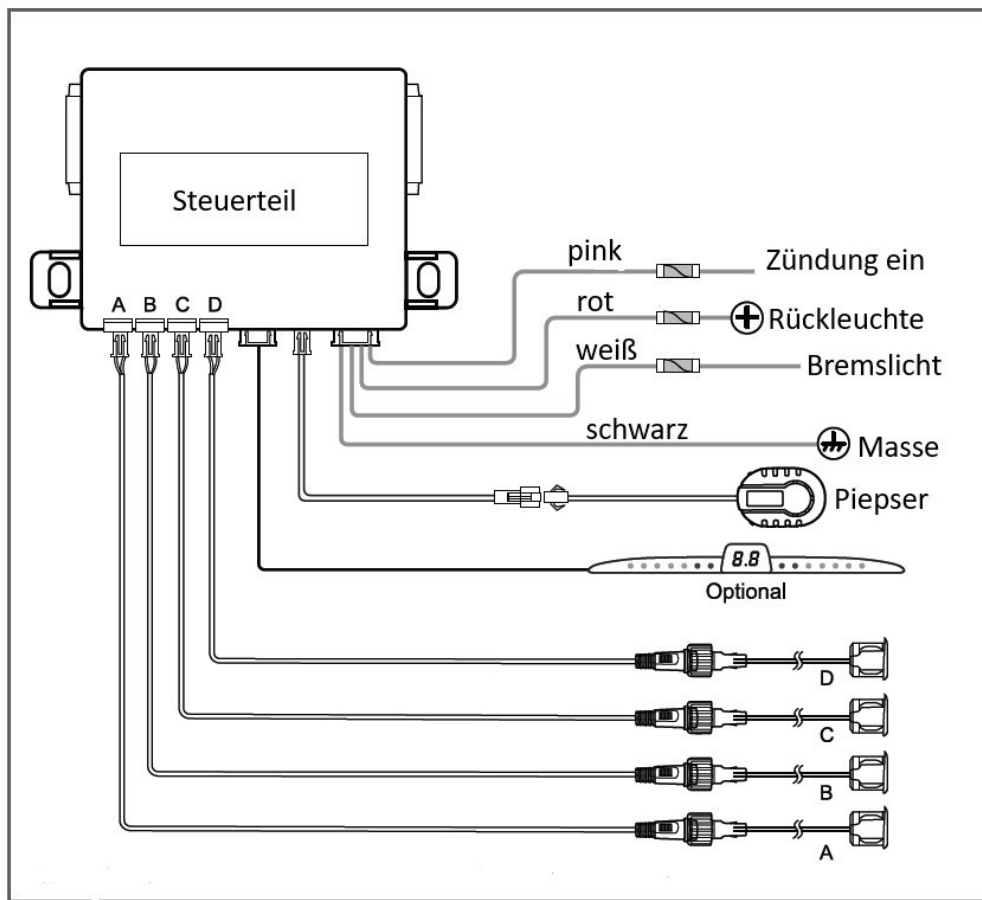 Steuerteil
pink
Zündung ein
A B C D
rot
Rückleuchte
weiß
Bremslicht
schwarz
Masse
Piepser
8.8
Optional
D
C
B
A